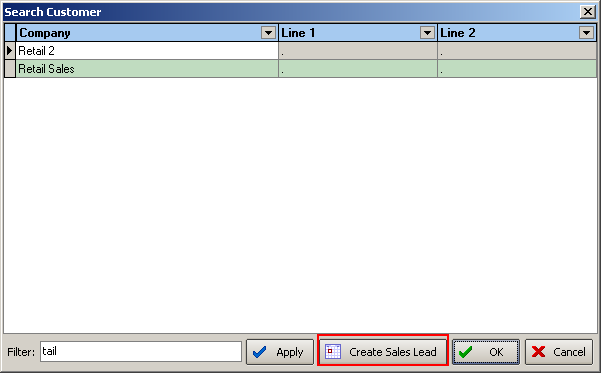 Search Customer
Company Line 1 Line 2
Retail 2 . .
Retail Sales . .
Filter: tail Apply Create Sales Lead OK Cancel